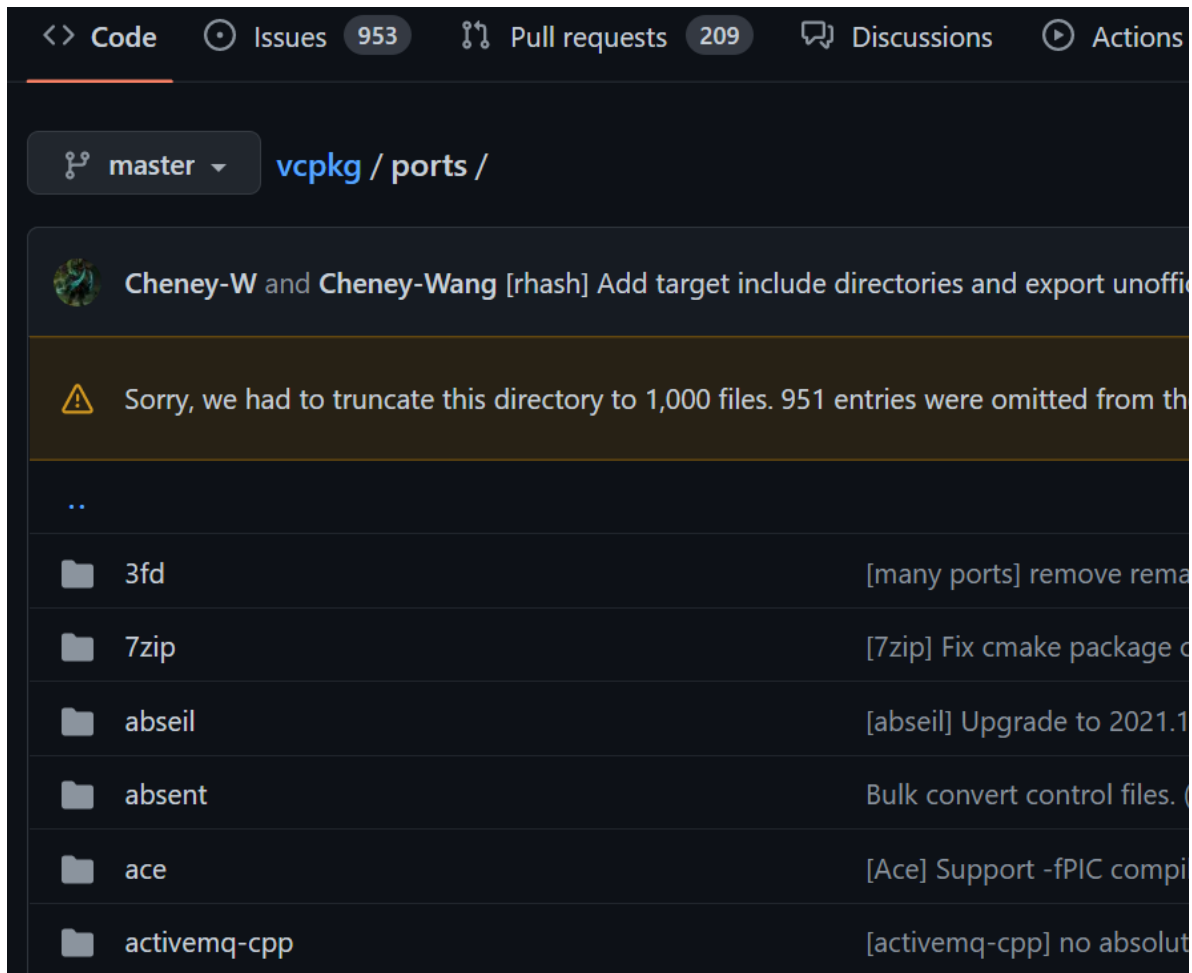 Code Issues 953 Pull requests 209 Discussions Actions
master vcpkg / ports /
Cheney-W and Cheney-Wang [rhash] Add target include directories and export unoffi
Sorry, we had to truncate this directory to 1,000 files. 951 entries were omitted from th
..
3fd [many ports] remove rema
7zip [7zip] Fix cmake package
abseil [abseil] Upgrade to 2021.1
absent Bulk convert control files. (
ace [Ace] Support -fPIC compil
activemq-cpp [activemq-cpp] no absolut